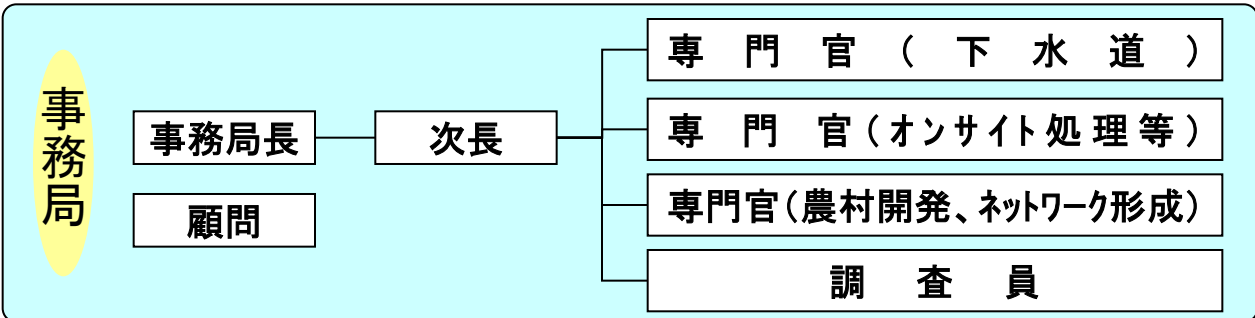 事務局
事務局長
顧問
次長
専門官（下水道）
専門官（オンサイト処理等）
専門官（農村開発、ネットワーク形成）
調査員